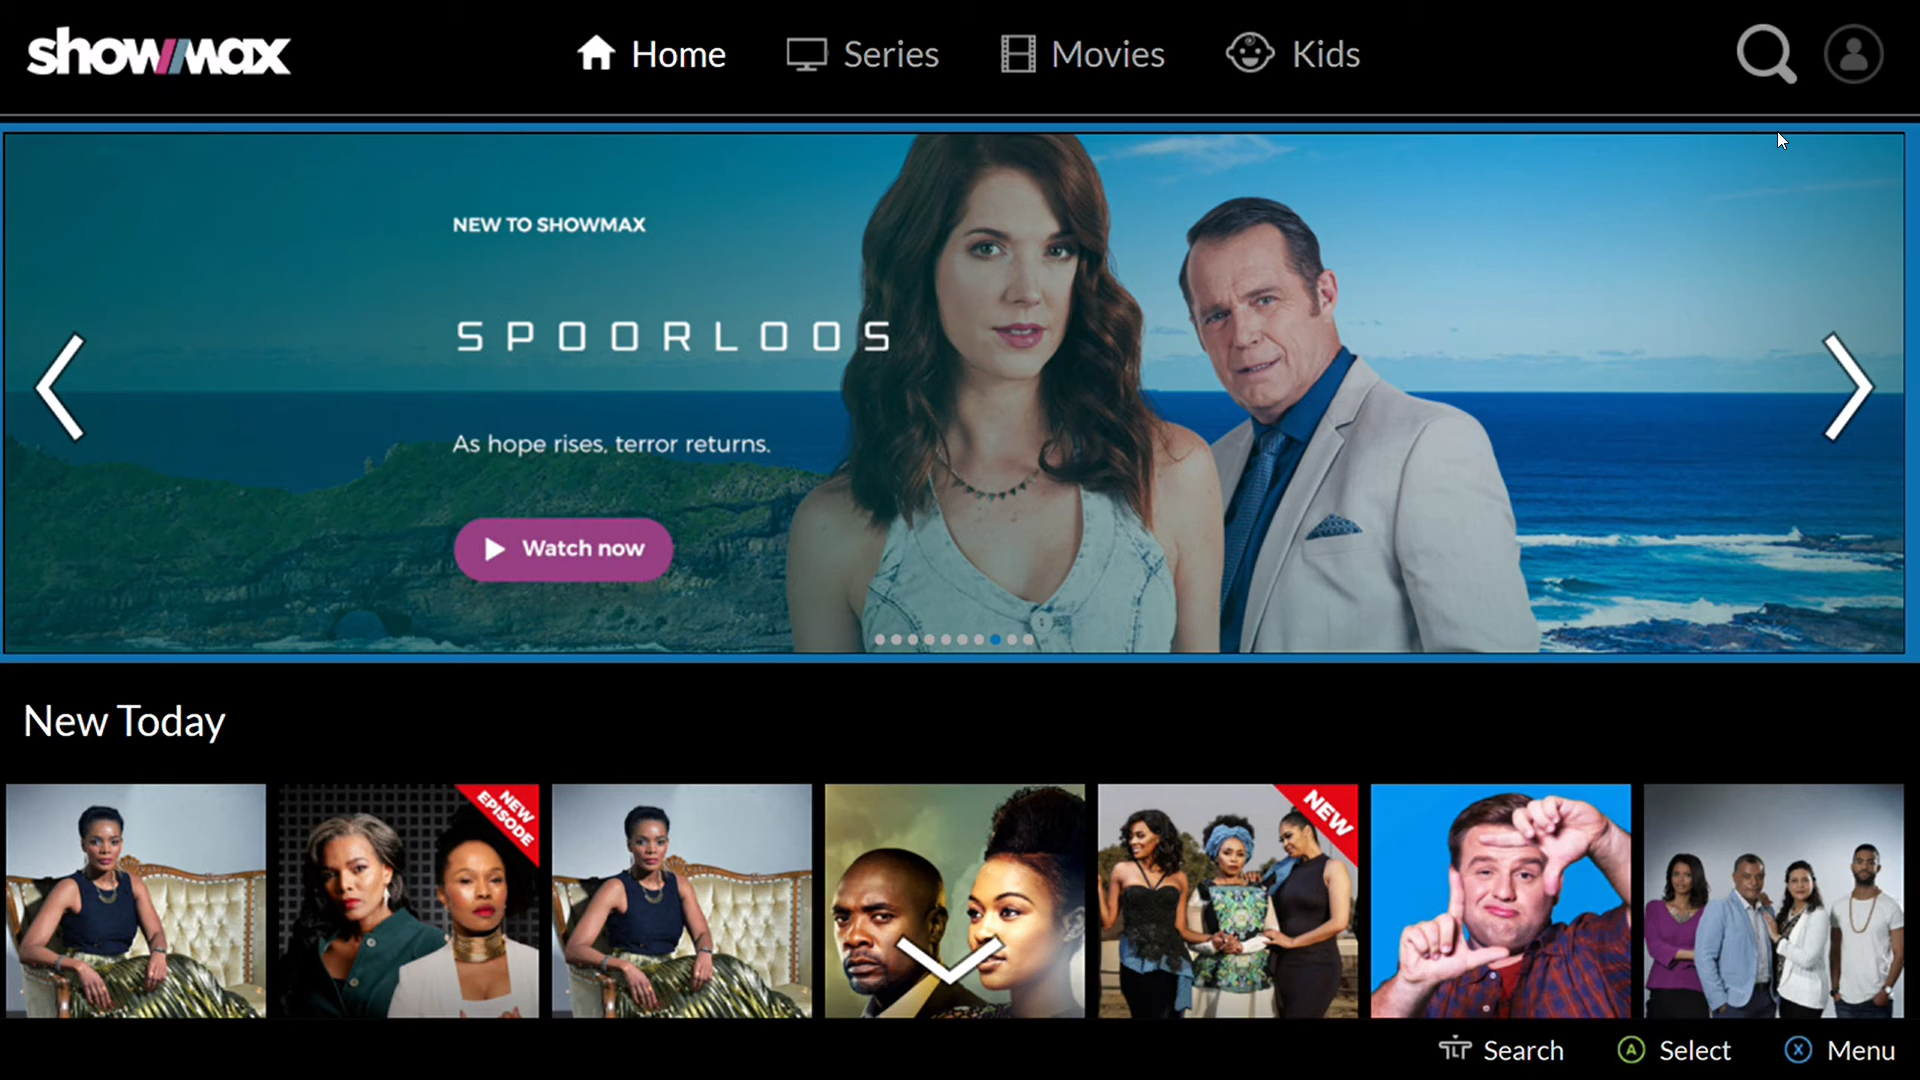 showmax
Home
Series
Movies
Kids
NEW TO SHOWMAX
SPOORLOOS
As hope rises, terror returns.
Watch now
New Today
NEW
EPISODE
NEW
Search
A
Select
X
Menu